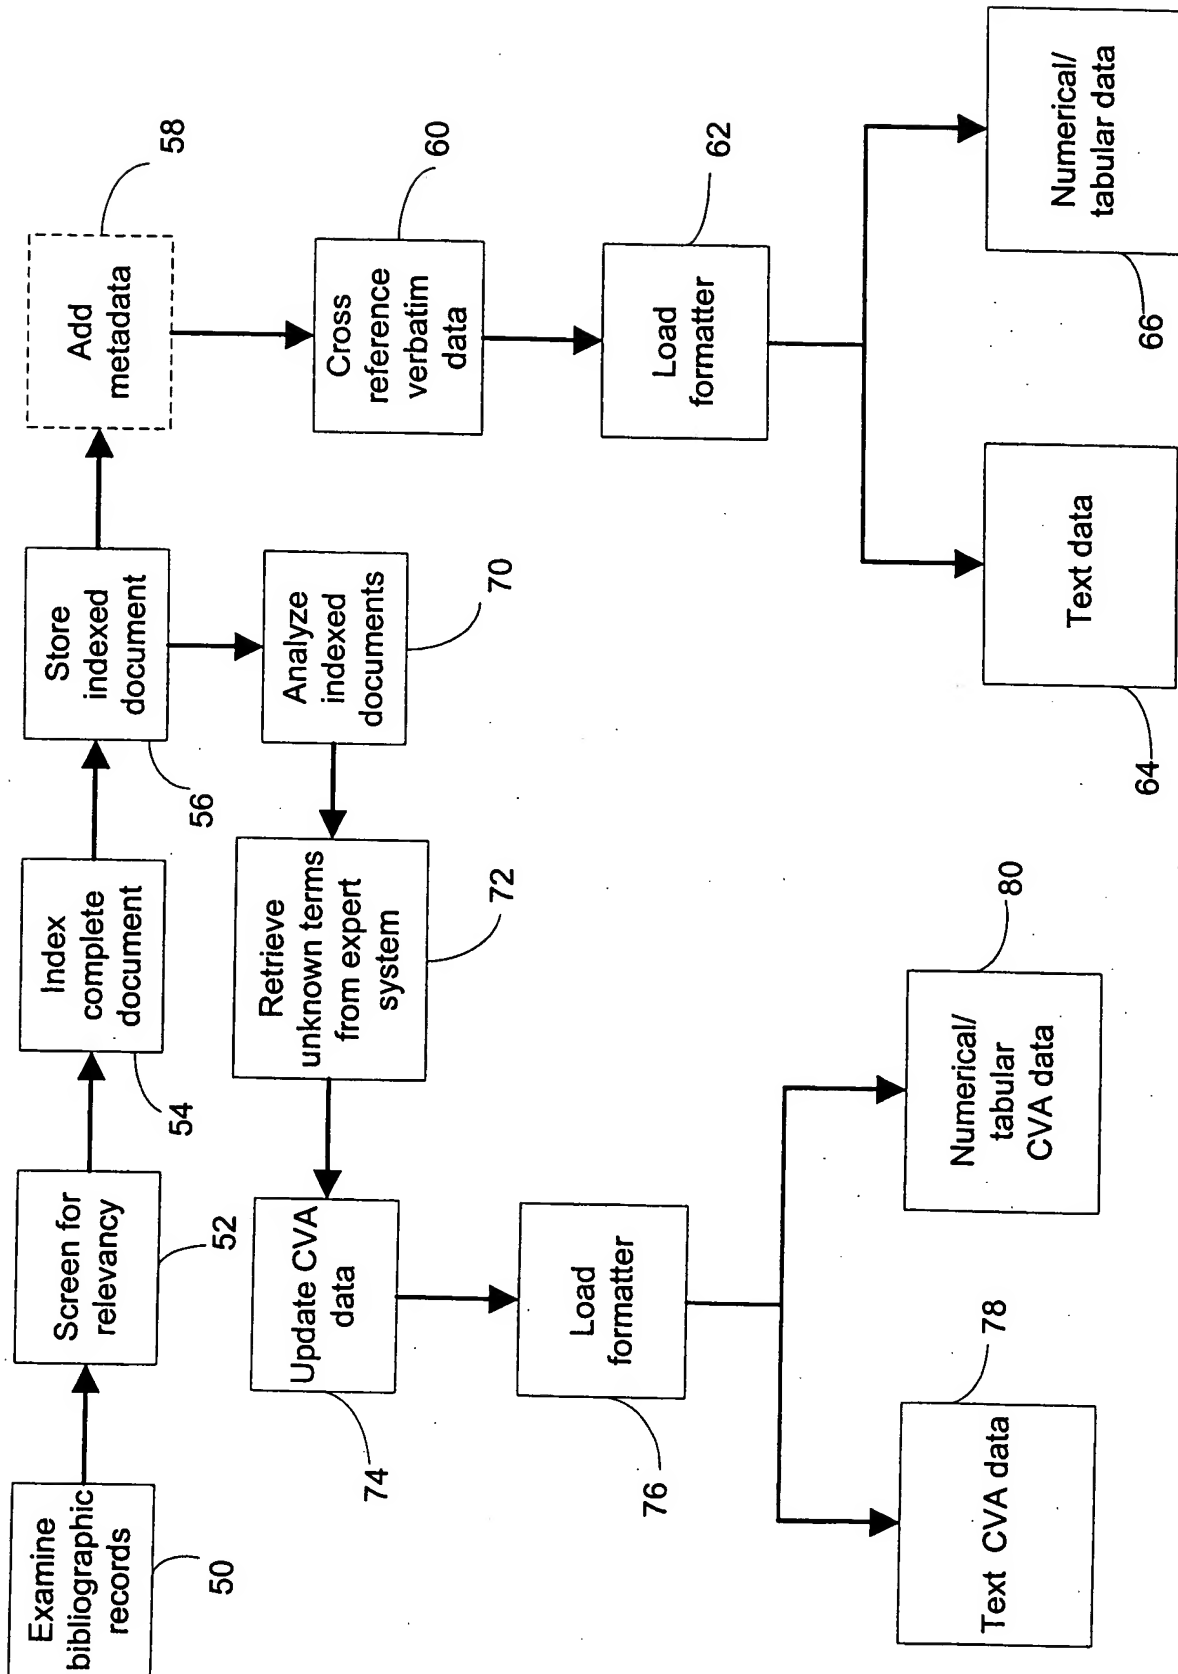 Examine
bibliographic
records
50
Screen for
relevancy
52
Index
complete
document
54
Store
indexed
document
56
Add
metadata
58
Cross
reference
verbatim
data
60
Load
formatter
62
Text data
64
Numerical/
tabular data
66
Analyze
indexed
documents
70
Retrieve
unknown terms
from expert
system
72
Update CVA
data
74
Load
formatter
76
Text CVA data
78
Numerical/
tabular
CVA data
80